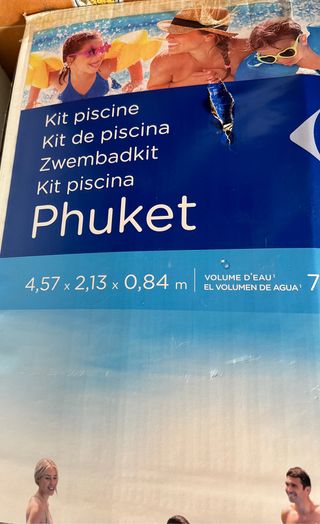 Kit piscine
Kit de piscina
Zwembadkit
Kit piscina
Phuket
4,57 x 2,13 x 0,84 m
VOLUME D'EAU¹
EL VOLUMEN DE AGUA¹
7